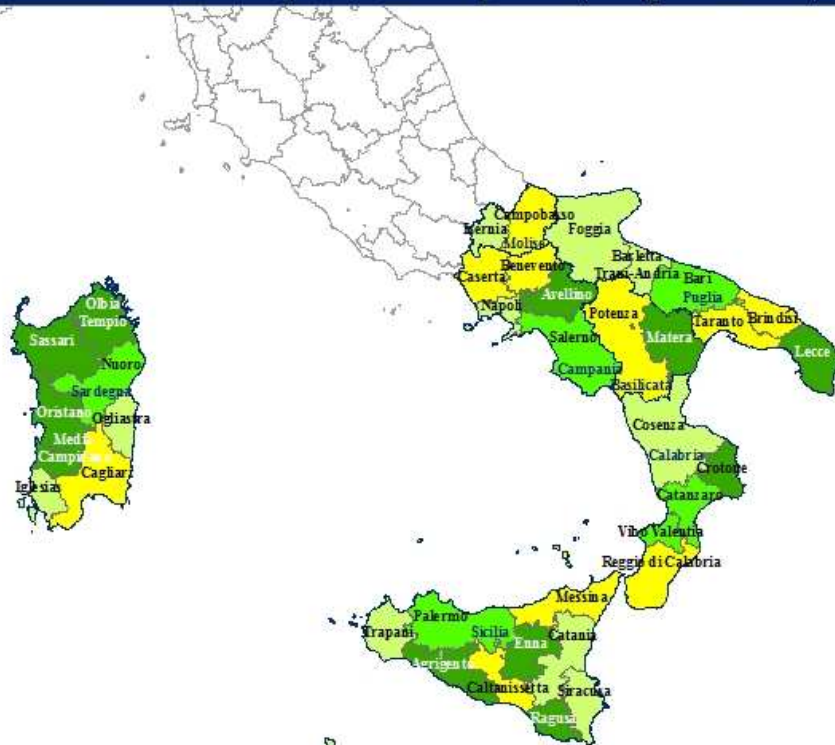 Campobasso
Isernia
Molise
Foggia
Benevento
Caserta
Barletta
Trani-Andria
Bari
Puglia
Napoli
Avellino
Potenza
Taranto
Brindisi
Salerno
Matera
Lecce
Campania
Basilicata
Olbia
Tempio
Sassari
Nuoro
Sardegna
Oristano
Ogliastra
Medio
Campidano
Cagliari
Iglesias
Cosenza
Calabria
Crotone
Catanzaro
Vibo Valentia
Reggio di Calabria
Messina
Palermo
Trapani
Sicilia
Catania
Enna
Agrigento
Caltanissetta
Siracusa
Ragusa